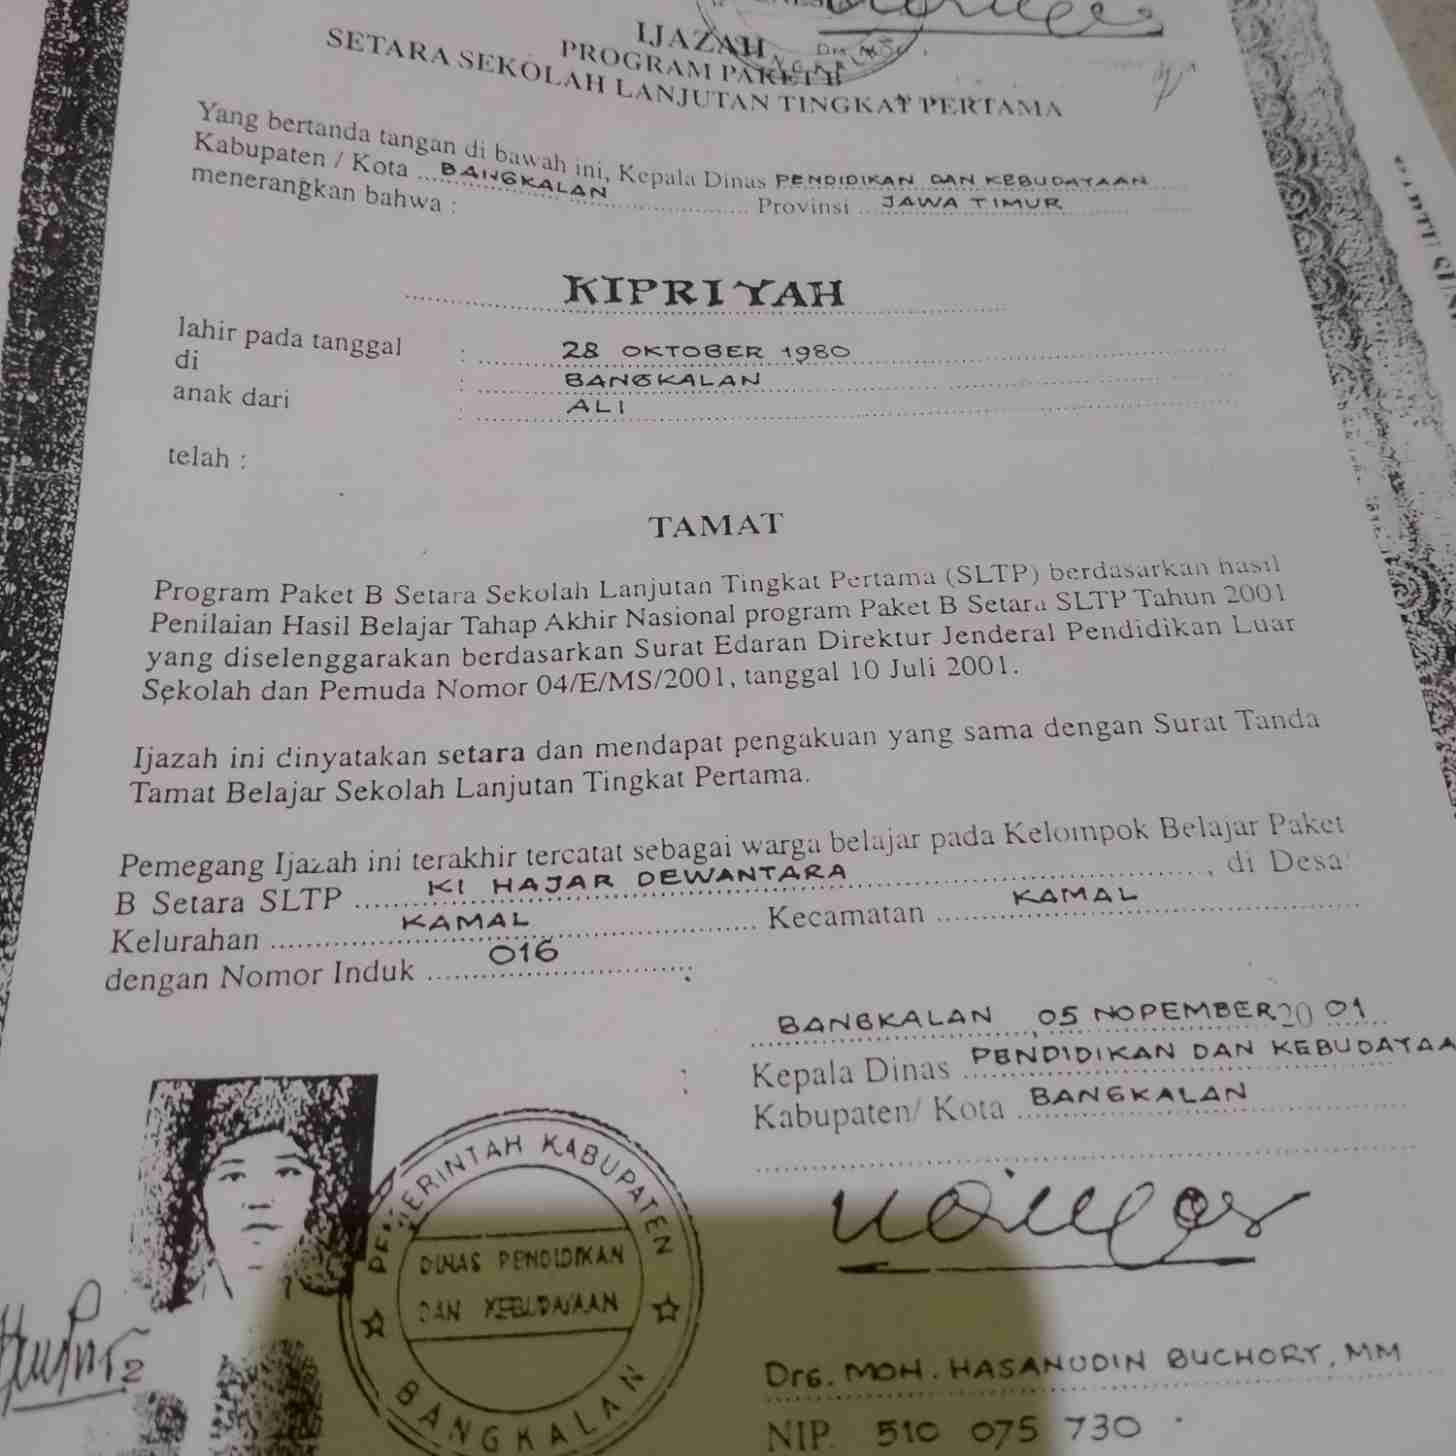 IJAZAH
PROGRAM PAKET B
SETARA SEKOLAH LANJUTAN TINGKAT PERTAMA
Yang bertanda tangan di bawah ini, Kepala Dinas PENDIDIKAN DAN KEBUDAYAAN
Kabupaten / Kota BANGKALAN Provinsi JAWA TIMUR
menerangkan bahwa :
KIPRIYAH
lahir pada tanggal : 28 OKTOBER 1980
di : BANGKALAN
anak dari : ALI
telah :
TAMAT
Program Paket B Setara Sekolah Lanjutan Tingkat Pertama (SLTP) berdasarkan hasil
Penilaian Hasil Belajar Tahap Akhir Nasional program Paket B Setara SLTP Tahun 2001
yang diselenggarakan berdasarkan Surat Edaran Direktur Jenderal Pendidikan Luar
Sekolah dan Pemuda Nomor 04/E/MS/2001, tanggal 10 Juli 2001.
Ijazah ini dinyatakan setara dan mendapat pengakuan yang sama dengan Surat Tanda
Tamat Belajar Sekolah Lanjutan Tingkat Pertama.
Pemegang Ijazah ini terakhir tercatat sebagai warga belajar pada Kelompok Belajar Paket
B Setara SLTP KI HAJAR DEWANTARA, di Desa/
Kelurahan KAMAL Kecamatan KAMAL
dengan Nomor Induk 016
BANGKALAN, 05 NOPEMBER 2001
Kepala Dinas PENDIDIKAN DAN KEBUDAYAA
Kabupaten/ Kota BANGKALAN
PEMERINTAH KABUPATEN
DINAS PENDIDIKAN
DAN KEBUDAYAAN
BANGKALAN
Drs. MOH. HASANUDIN BUCHORY, MM
NIP. 510 075 730